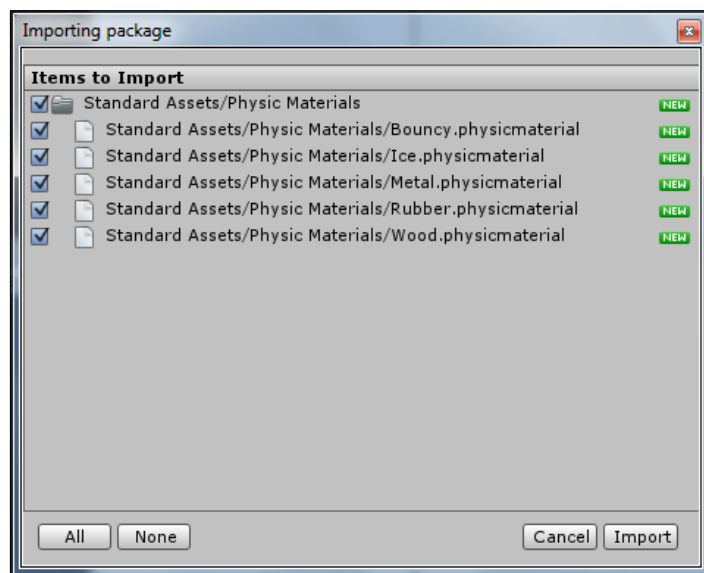 Importing package
Items to Import
Standard Assets/Physic Materials NEW
Standard Assets/Physic Materials/Bouncy.physicmaterial NEW
Standard Assets/Physic Materials/Ice.physicmaterial NEW
Standard Assets/Physic Materials/Metal.physicmaterial NEW
Standard Assets/Physic Materials/Rubber.physicmaterial NEW
Standard Assets/Physic Materials/Wood.physicmaterial NEW
All None Cancel Import